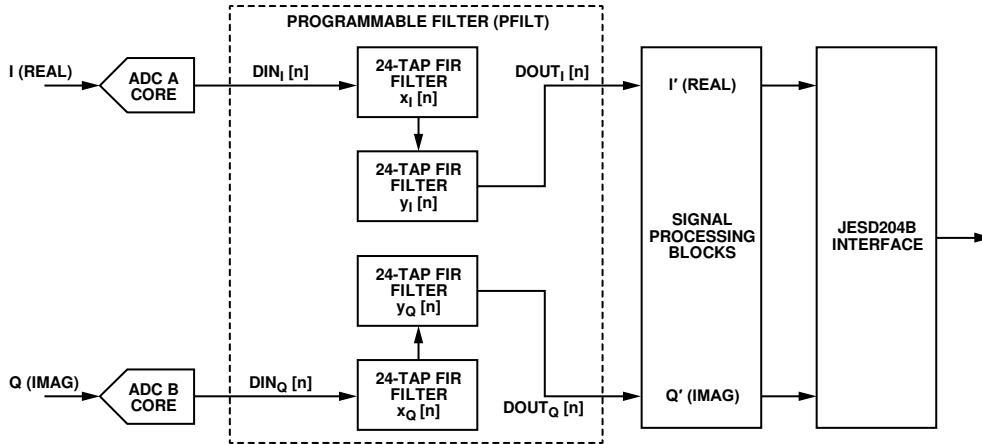 PROGRAMMABLE FILTER (PFILT)
I (REAL)
ADC A
CORE
DINI [n]
24-TAP FIR
FILTER
xI [n]
DOUTI [n]
I′ (REAL)
24-TAP FIR
FILTER
yI [n]
SIGNAL
PROCESSING
BLOCKS
JESD204B
INTERFACE
24-TAP FIR
FILTER
yQ [n]
Q (IMAG)
ADC B
CORE
DINQ [n]
24-TAP FIR
FILTER
xQ [n]
DOUTQ [n]
Q′ (IMAG)